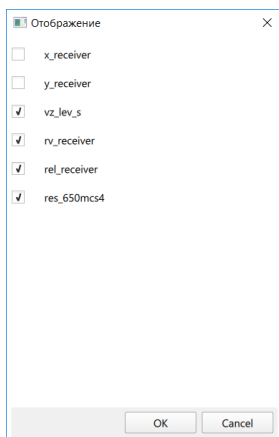 Отображение
x_receiver
y_receiver
vz_lev_s
rv_receiver
rel_receiver
res_650mcs4
OK Cancel